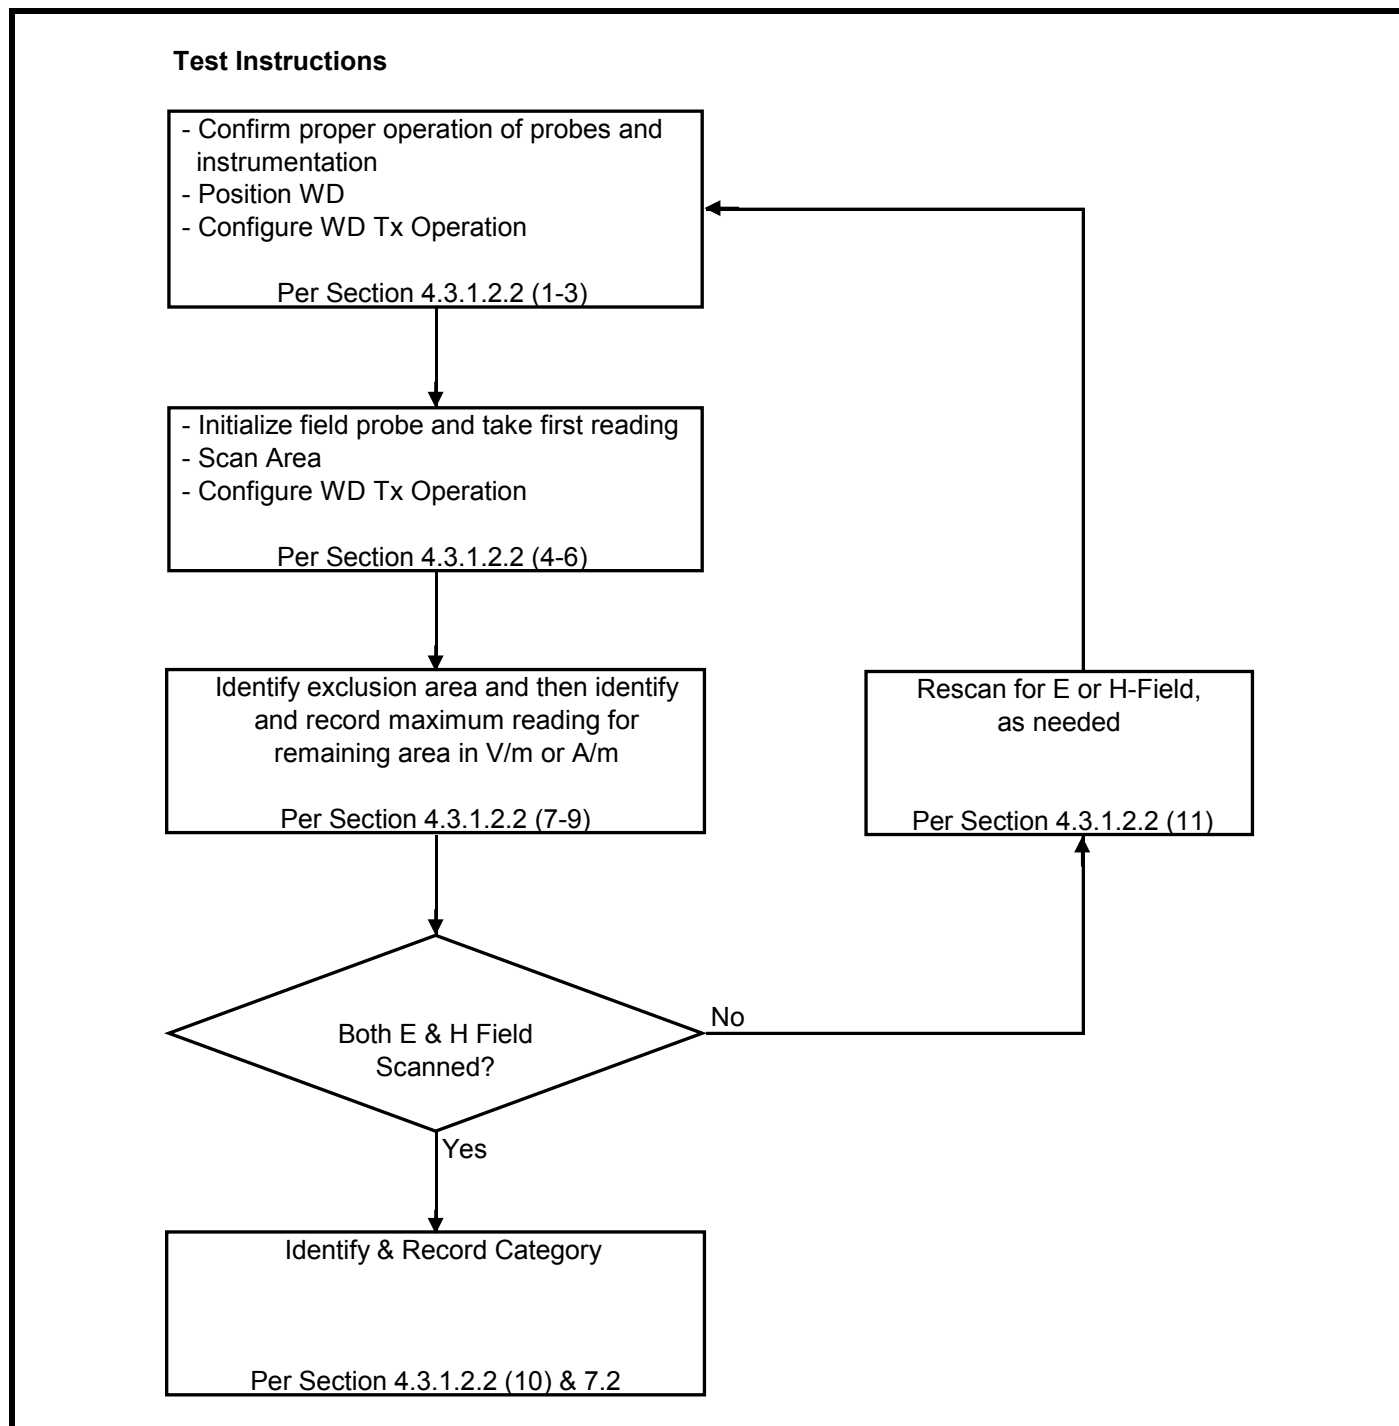 Test Instructions
- Confirm proper operation of probes and
instrumentation
- Position WD
- Configure WD Tx Operation
Per Section 4.3.1.2.2 (1-3)
- Initialize field probe and take first reading
- Scan Area
- Configure WD Tx Operation
Per Section 4.3.1.2.2 (4-6)
Identify exclusion area and then identify
and record maximum reading for
remaining area in V/m or A/m
Per Section 4.3.1.2.2 (7-9)
Rescan for E or H-Field,
as needed
Per Section 4.3.1.2.2 (11)
Both E & H Field
Scanned?
No
Yes
Identify & Record Category
Per Section 4.3.1.2.2 (10) & 7.2